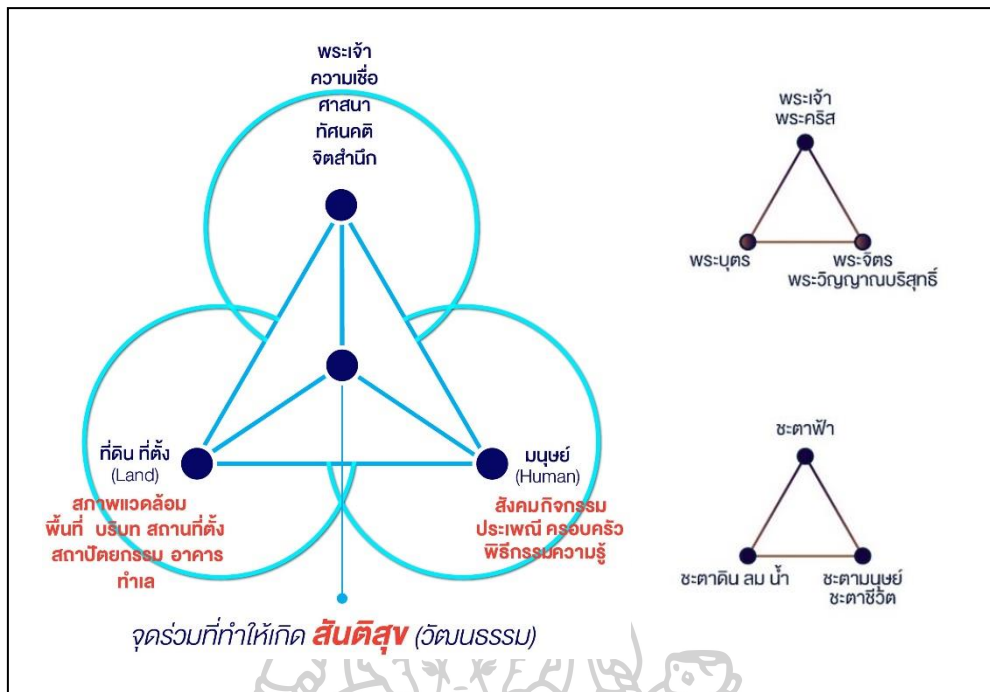 พระเจ้า
ความเชื่อ
ศาสนา
ทัศนคติ
จิตสำนึก
ที่ดิน ที่ตั้ง
(Land)
สภาพแวดล้อม
พื้นที่ บริบท สถานที่ตั้ง
สถาปัตยกรรม อาคาร
ทำเล
มนุษย์
(Human)
สังคมกิจกรรม
ประเพณี ครอบครัว
พิธีกรรมความรู้
จุดร่วมที่ทำให้เกิด สันติสุข (วัฒนธรรม)
พระเจ้า
พระคริส
พระบุตร
พระจิตร
พระวิญญาณบริสุทธิ์
ชะตาฟ้า
ชะตาดิน ลม น้ำ
ชะตามนุษย์
ชะตาชีวิต